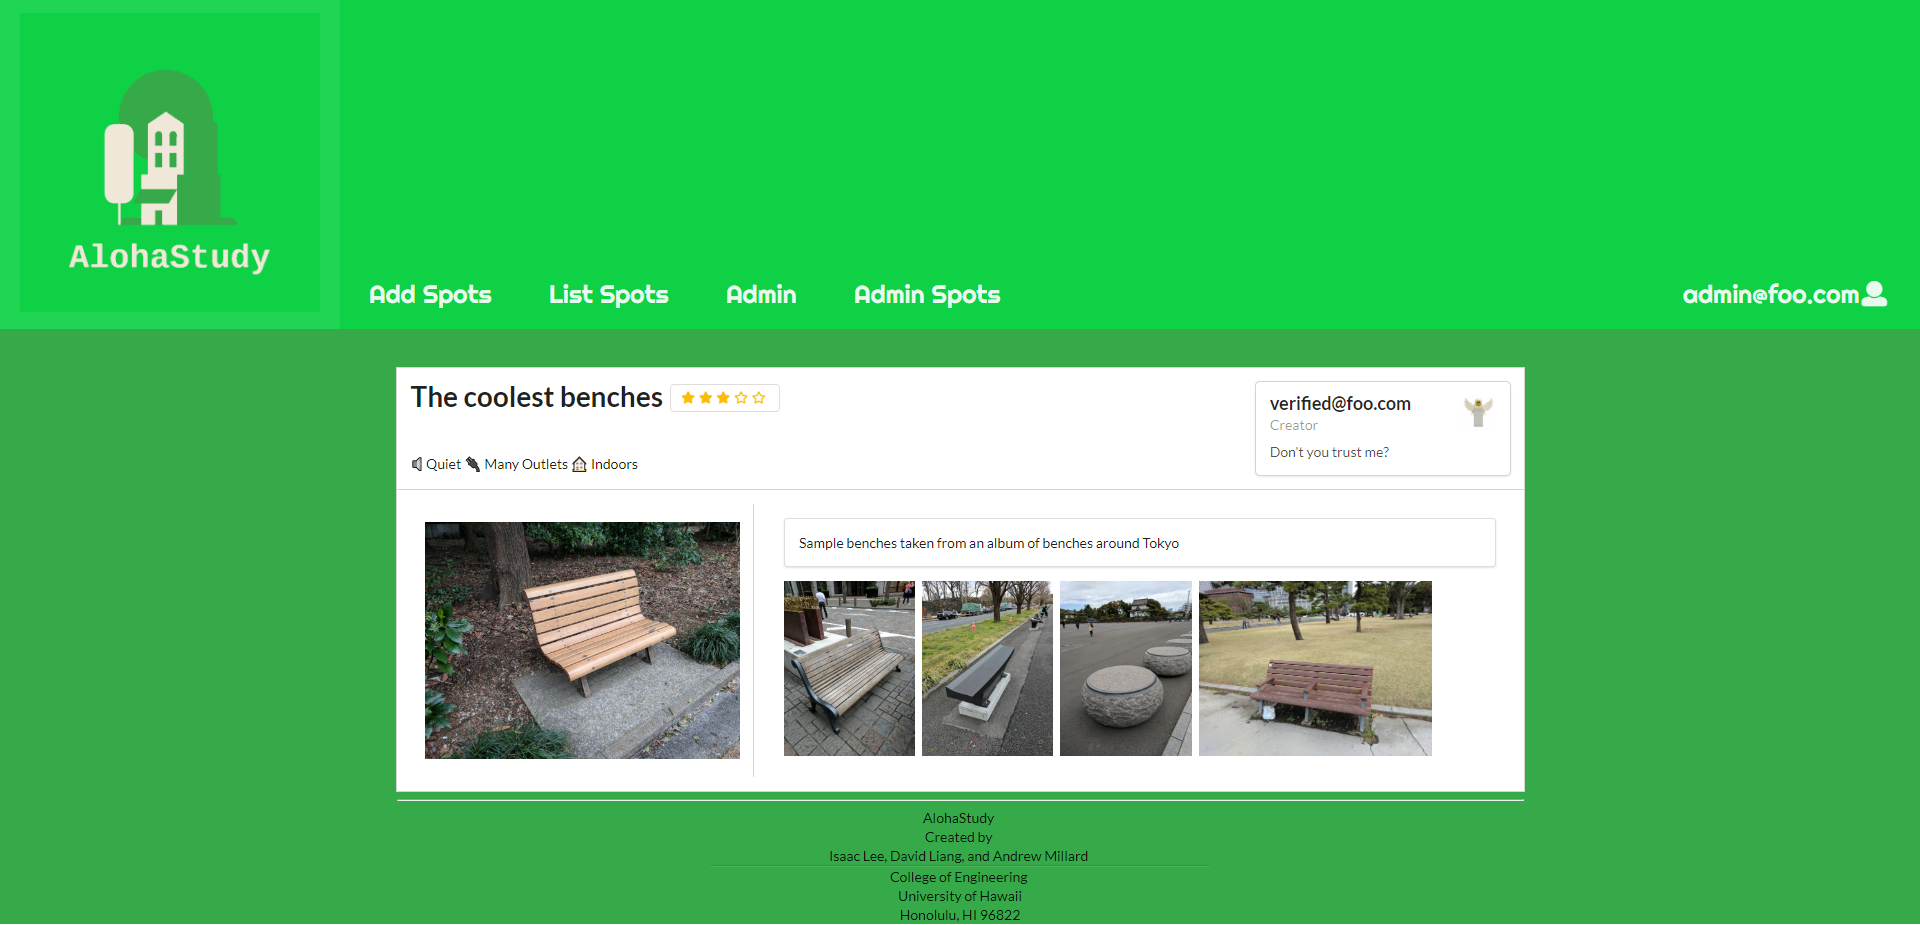 AlohaStudy
Add Spots
List Spots
Admin
Admin Spots
admin@foo.com
The coolest benches
verified@foo.com
Creator
Don't you trust me?
Quiet Many Outlets Indoors
Sample benches taken from an album of benches around Tokyo
AlohaStudy
Created by
Isaac Lee, David Liang, and Andrew Millard
College of Engineering
University of Hawaii
Honolulu, HI 96822